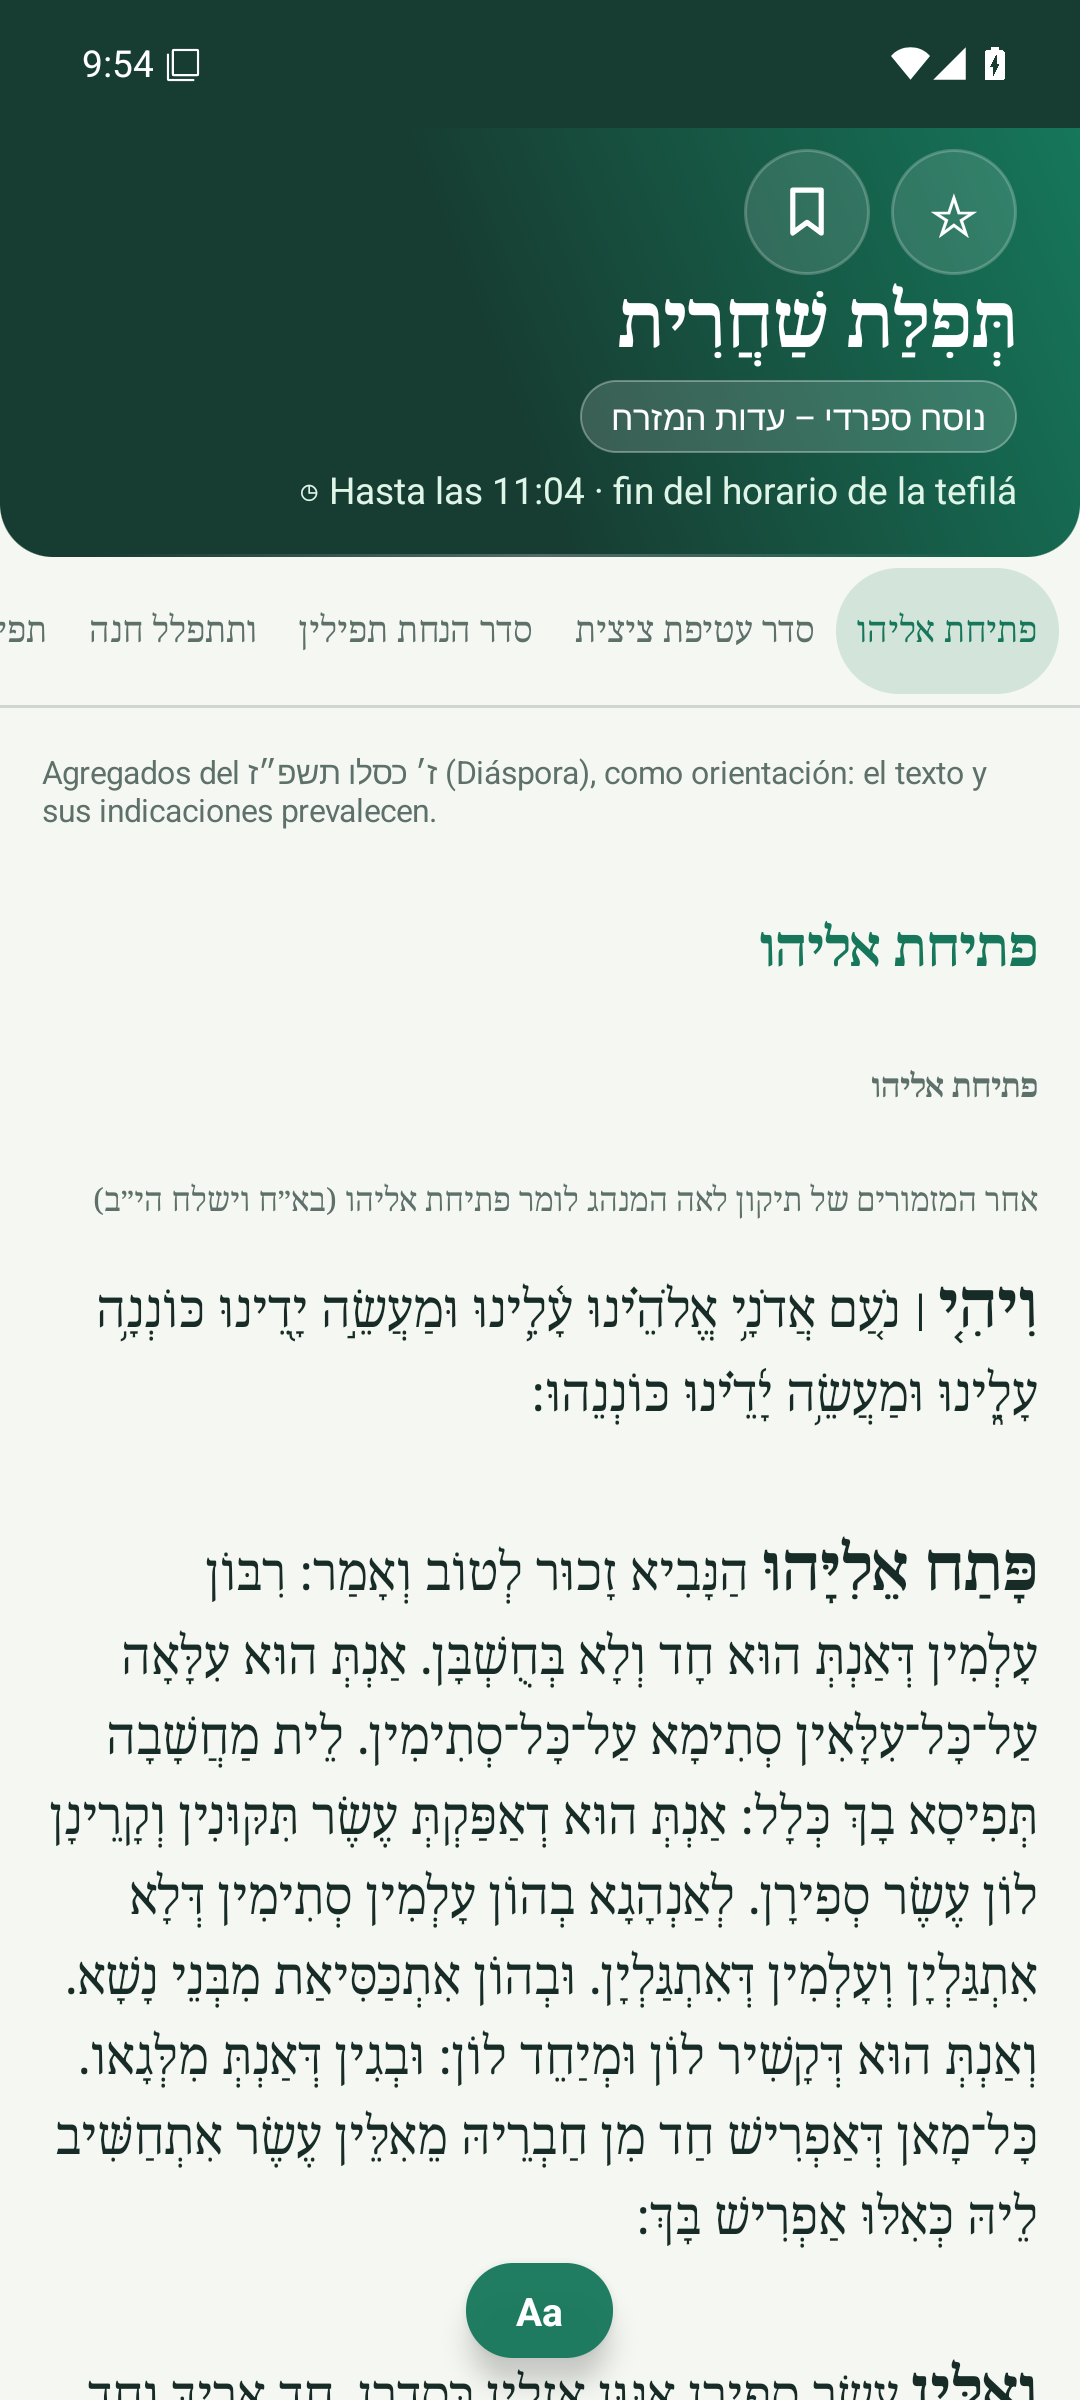 9:54
תְּפִלַּת שַׁחֲרִית
נוסח ספרדי – עדות המזרח
Hasta las 11:04 · fin del horario de la tefilá
פתיחת אליהו סדר עטיפת ציצית סדר הנחת תפילין ותתפלל חנה תפי
Agregados del ז׳ כסלו תשפ״ז (Diáspora), como orientación: el texto y
sus indicaciones prevalecen.
פתיחת אליהו
פתיחת אליהו
אחר המזמורים של תיקון לאה המנהג לומר פתיחת אליהו (בא״ח וישלח הי״ב)
וִיהִ֤י ׀ נֹ֤עַם אֲדֹנָ֥י אֱלֹהֵ֗ינוּ עָ֫לֵ֥ינוּ וּמַעֲשֵׂ֣ה יָ֭דֵינוּ כּוֹנְנָ֥ה
עָלֵ֑ינוּ וּמַעֲשֵׂ֥ה יָ֝דֵ֗ינוּ כּוֹנְנֵהוּ:
פָּתַח אֵלִיָּהוּ הַנָּבִיא זָכוּר לְטוֹב וְאָמַר: רִבּוֹן
עָלְמִין דְּאַנְתְּ הוּא חָד וְלָא בְּחֻשְׁבָּן. אַנְתְּ הוּא עִלָּאָה
עַל־כָּל־עִלָּאִין סְתִימָא עַל־כָּל־סְתִימִין. לֵית מַחֲשָׁבָה
תְּפִיסָא בָךְ כְּלָל: אַנְתְּ הוּא דְאַפַּקְתְּ עֶשֶׂר תִּקּוּנִין וְקָרֵינָן
לוֹן עֶשֶׂר סְפִירָן. לְאַנְהָגָא בְהוֹן עָלְמִין סְתִימִין דְּלָא
אִתְגַּלְיָן וְעָלְמִין דְּאִתְגַּלְיָן. וּבְהוֹן אִתְכַּסִּיאַת מִבְּנֵי נָשָׁא.
וְאַנְתְּ הוּא דְּקָשִׁיר לוֹן וּמְיַחֵד לוֹן: וּבְגִין דְּאַנְתְּ מִלְּגָאו.
כָּל־מָאן דְּאַפְרִישׁ חַד מִן חַבְרֵיהּ מֵאִלֵּין עֶשֶׂר אִתְחַשִּׁיב
לֵיהּ כְּאִלּוּ אַפְרִישׁ בָּךְ:
Aa